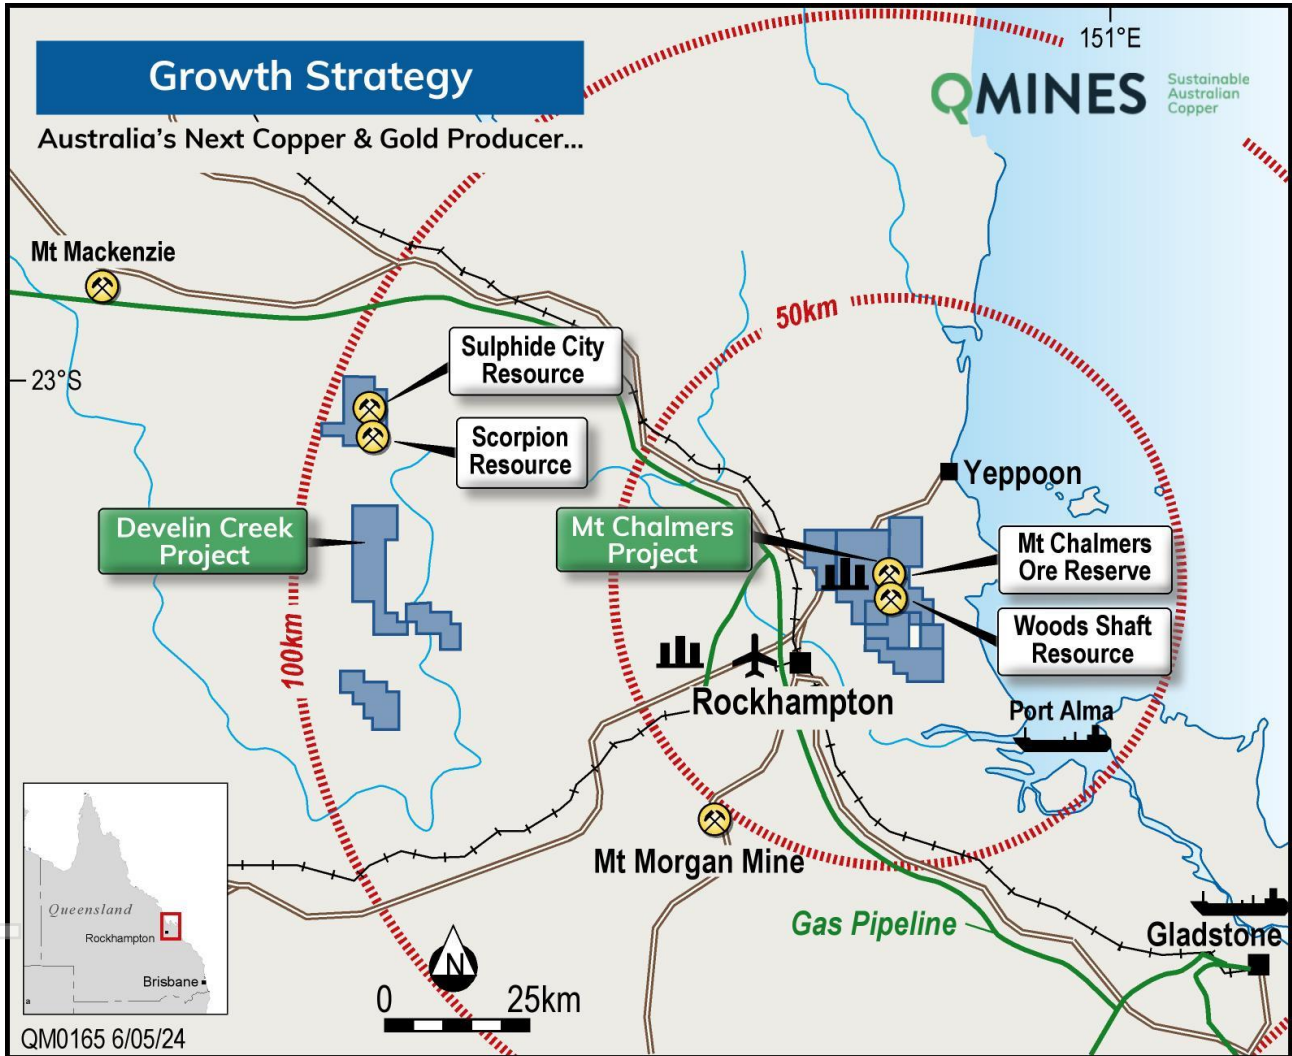 Growth Strategy
Australia's Next Copper & Gold Producer...
151°E
QMINES
Sustainable
Australian
Copper
Mt Mackenzie
50km
23°S
Sulphide City
Resource
Scorpion
Resource
Yeppoon
Develin Creek
Project
Mt Chalmers
Project
Mt Chalmers
Ore Reserve
Woods Shaft
Resource
100km
Rockhampton
Port Alma
Mt Morgan Mine
Gas Pipeline
Gladstone
Queensland
Rockhampton
Brisbane
a
N
0 25km
QM0165 6/05/24